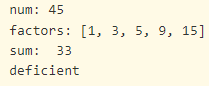 num: 45
factors: [1, 3, 5, 9, 15]
sum:  33
deficient